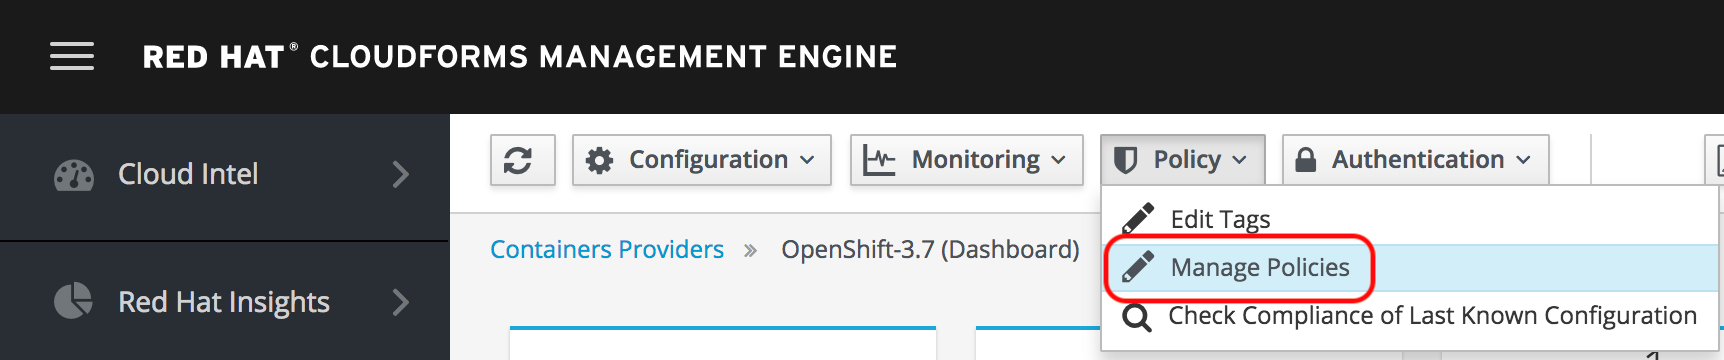 RED HAT® CLOUDFORMS MANAGEMENT ENGINE
Cloud Intel
Red Hat Insights
Configuration
Monitoring
Policy
Authentication
Edit Tags
Manage Policies
Check Compliance of Last Known Configuration
Containers Providers » OpenShift-3.7 (Dashboard)